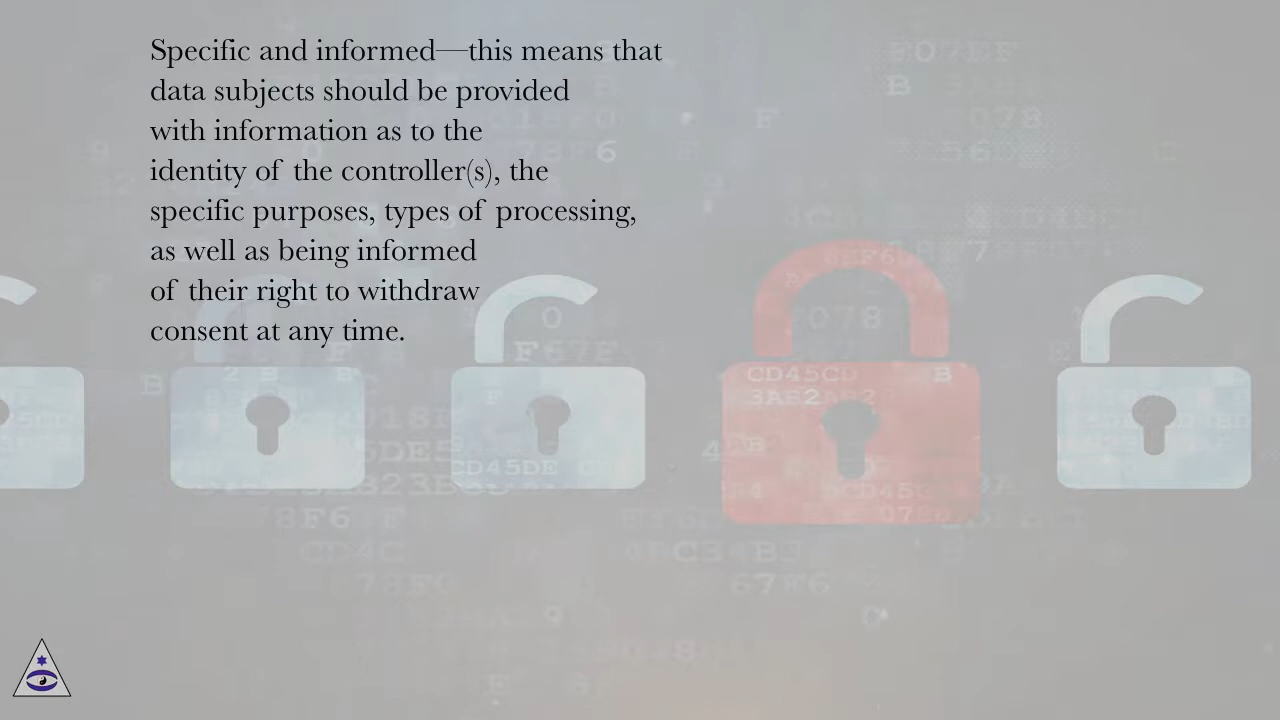 Specific and informed—this means that
data subjects should be provided
with information as to the
identity of the controller(s), the
specific purposes, types of processing,
as well as being informed
of their right to withdraw
consent at any time.